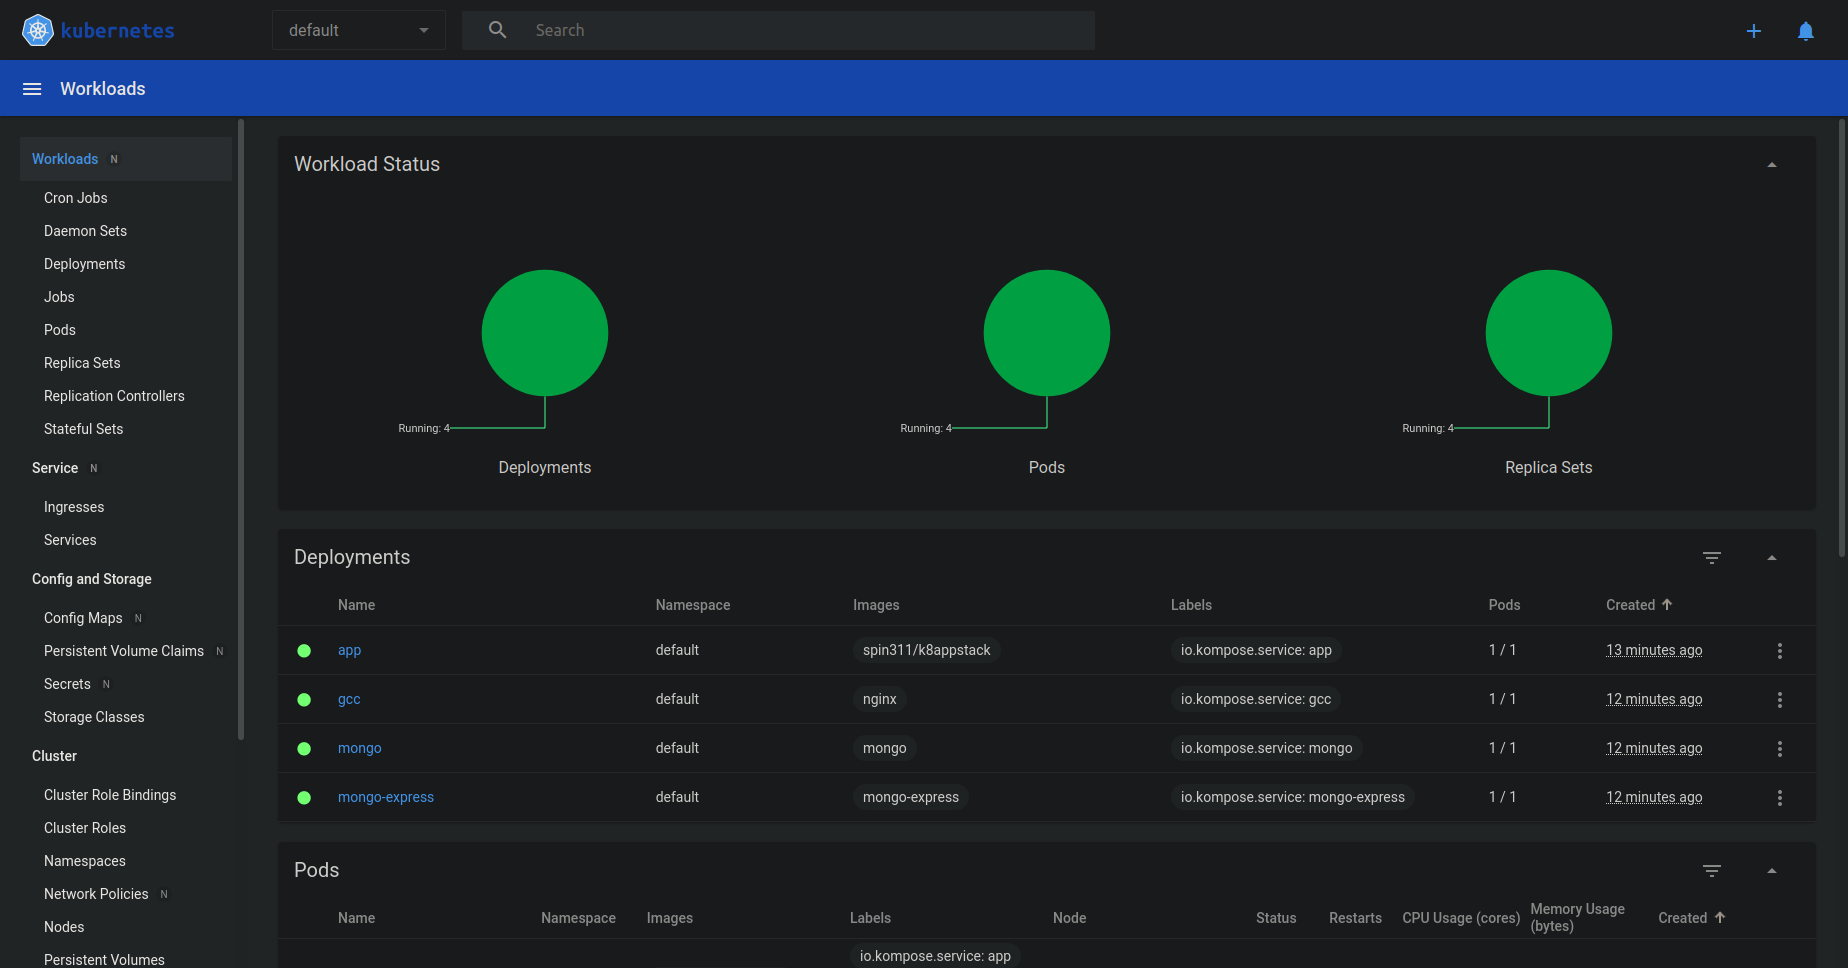 kubernetes
default
Search
Workloads
Workloads N
Cron Jobs
Daemon Sets
Deployments
Jobs
Pods
Replica Sets
Replication Controllers
Stateful Sets
Service N
Ingresses
Services
Config and Storage
Config Maps N
Persistent Volume Claims N
Secrets N
Storage Classes
Cluster
Cluster Role Bindings
Cluster Roles
Namespaces
Network Policies N
Nodes
Persistent Volumes
Workload Status
Running: 4
Deployments
Running: 4
Pods
Running: 4
Replica Sets
Deployments
Name Namespace Images Labels Pods Created
app default spin311/k8appstack io.kompose.service: app 1 / 1 13 minutes ago
gcc default nginx io.kompose.service: gcc 1 / 1 12 minutes ago
mongo default mongo io.kompose.service: mongo 1 / 1 12 minutes ago
mongo-express default mongo-express io.kompose.service: mongo-express 1 / 1 12 minutes ago
Pods
Name Namespace Images Labels Node Status Restarts CPU Usage (cores) Memory Usage (bytes) Created
io.kompose.service: app